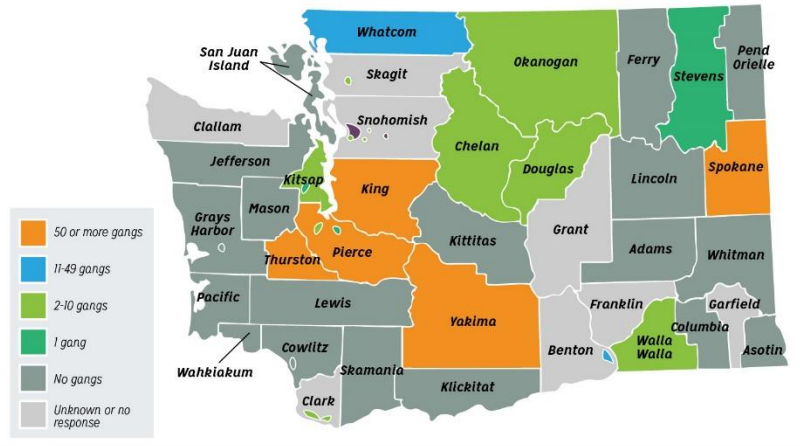 Whatcom
San Juan
Island
Skagit
Okanogan
Ferry
Stevens
Pend
Orielle
Clallam
Snohomish
Chelan
Jefferson
Kitsap
Douglas
Lincoln
Spokane
King
Mason
Grays
Harbor
Grant
Kittitas
Adams
Whitman
Thurston
Pierce
Pacific
Lewis
Yakima
Franklin
Garfield
Columbia
Walla
Walla
Benton
Asotin
Wahkiakum
Cowlitz
Skamania
Klickitat
Clark
50 or more gangs
11-49 gangs
2-10 gangs
1 gang
No gangs
Unknown or no
response